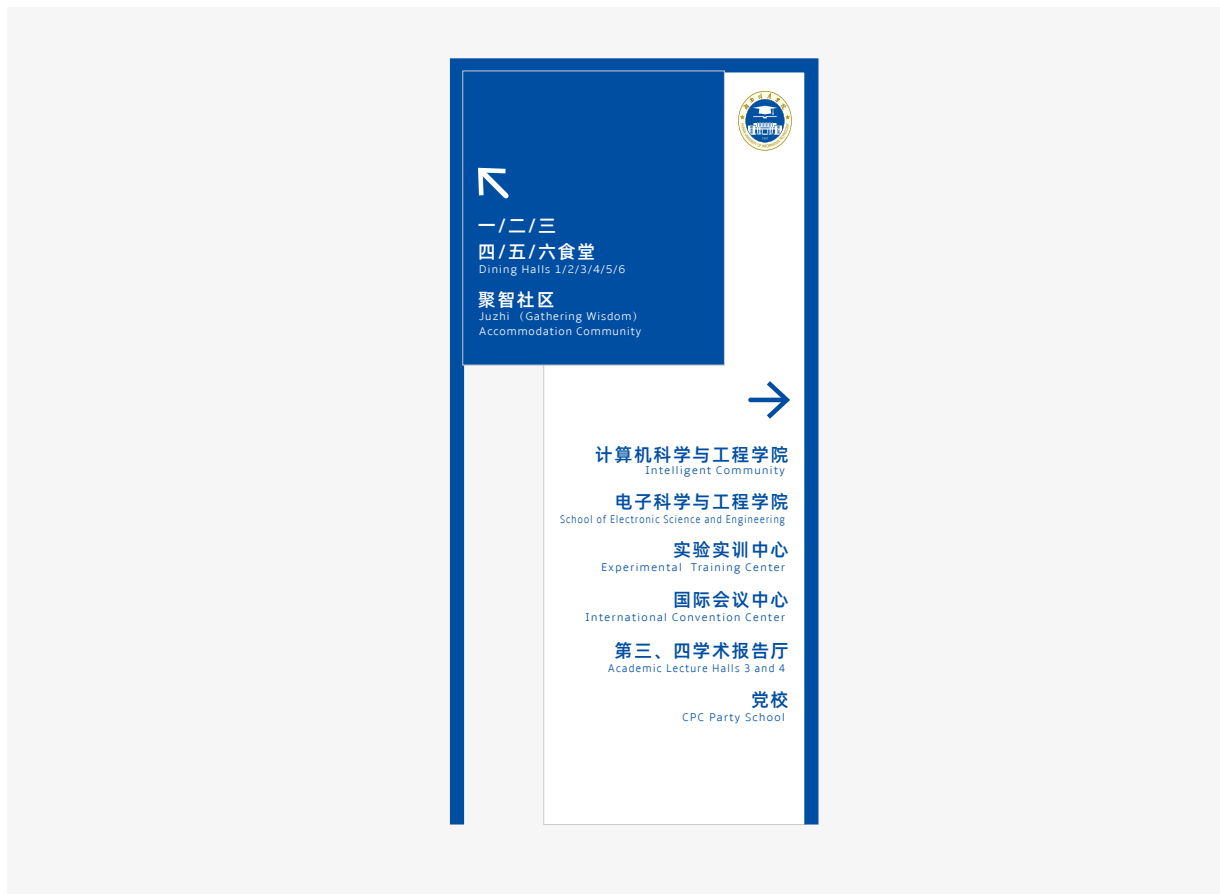 一/二/三
四/五/六食堂
Dining Halls 1/2/3/4/5/6
聚智社区
Juzhi （Gathering Wisdom）
Accommodation Community
计算机科学与工程学院
Intelligent Community
电子科学与工程学院
School of Electronic Science and Engineering
实验实训中心
Experimental Training Center
国际会议中心
International Convention Center
第三、四学术报告厅
Academic Lecture Halls 3 and 4
党校
CPC Party School